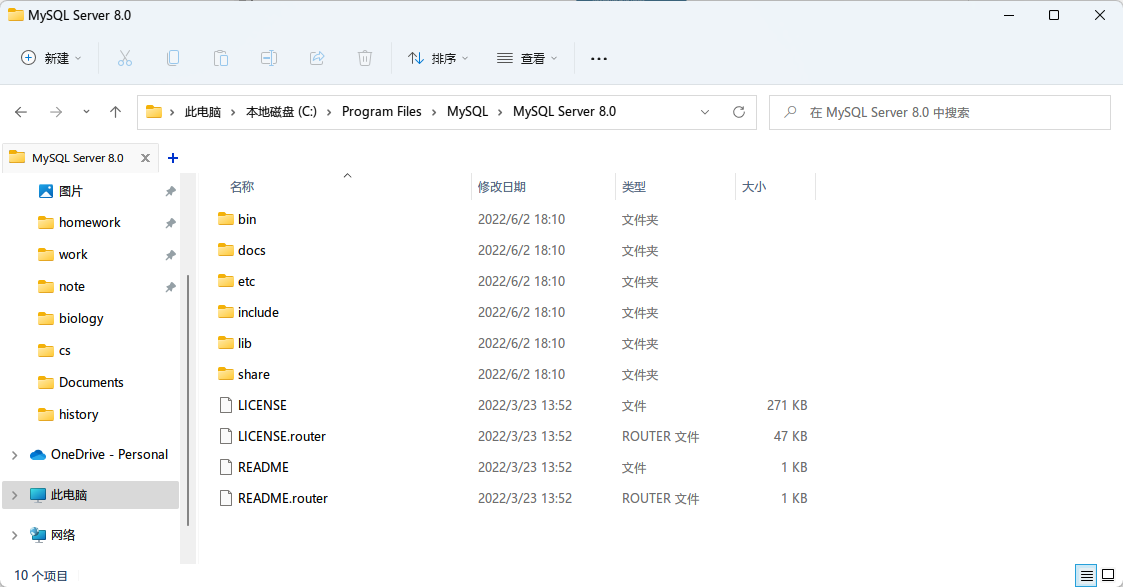 MySQL Server 8.0
新建 排序 查看
此电脑 本地磁盘 (C:) Program Files MySQL MySQL Server 8.0 在 MySQL Server 8.0 中搜索
MySQL Server 8.0
名称 修改日期 类型 大小
图片
homework
work
note
biology
cs
Documents
history
OneDrive - Personal
此电脑
网络
bin 2022/6/2 18:10 文件夹
docs 2022/6/2 18:10 文件夹
etc 2022/6/2 18:10 文件夹
include 2022/6/2 18:10 文件夹
lib 2022/6/2 18:10 文件夹
share 2022/6/2 18:10 文件夹
LICENSE 2022/3/23 13:52 文件 271 KB
LICENSE.router 2022/3/23 13:52 ROUTER 文件 47 KB
README 2022/3/23 13:52 文件 1 KB
README.router 2022/3/23 13:52 ROUTER 文件 1 KB
10 个项目